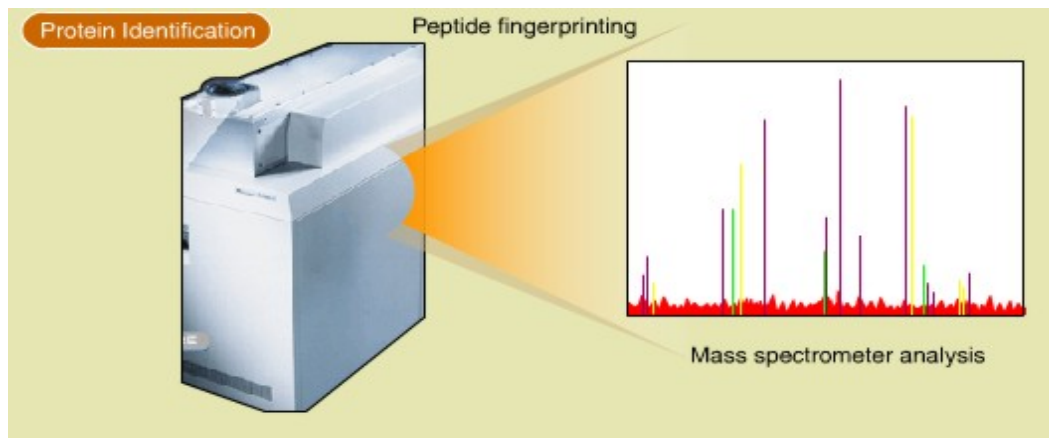 Protein Identification
Peptide fingerprinting
Mass spectrometer analysis